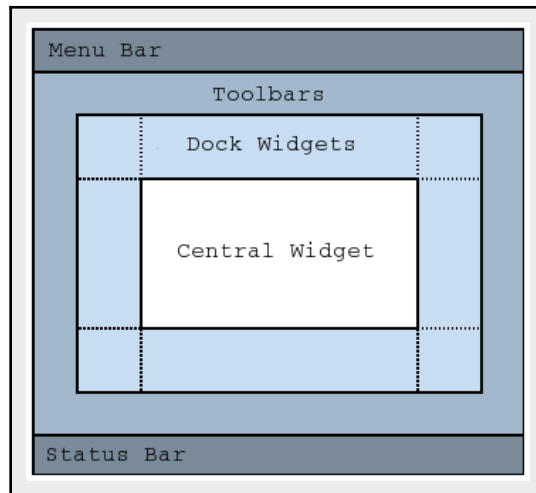 Menu Bar
Toolbars
Dock Widgets
Central Widget
Status Bar